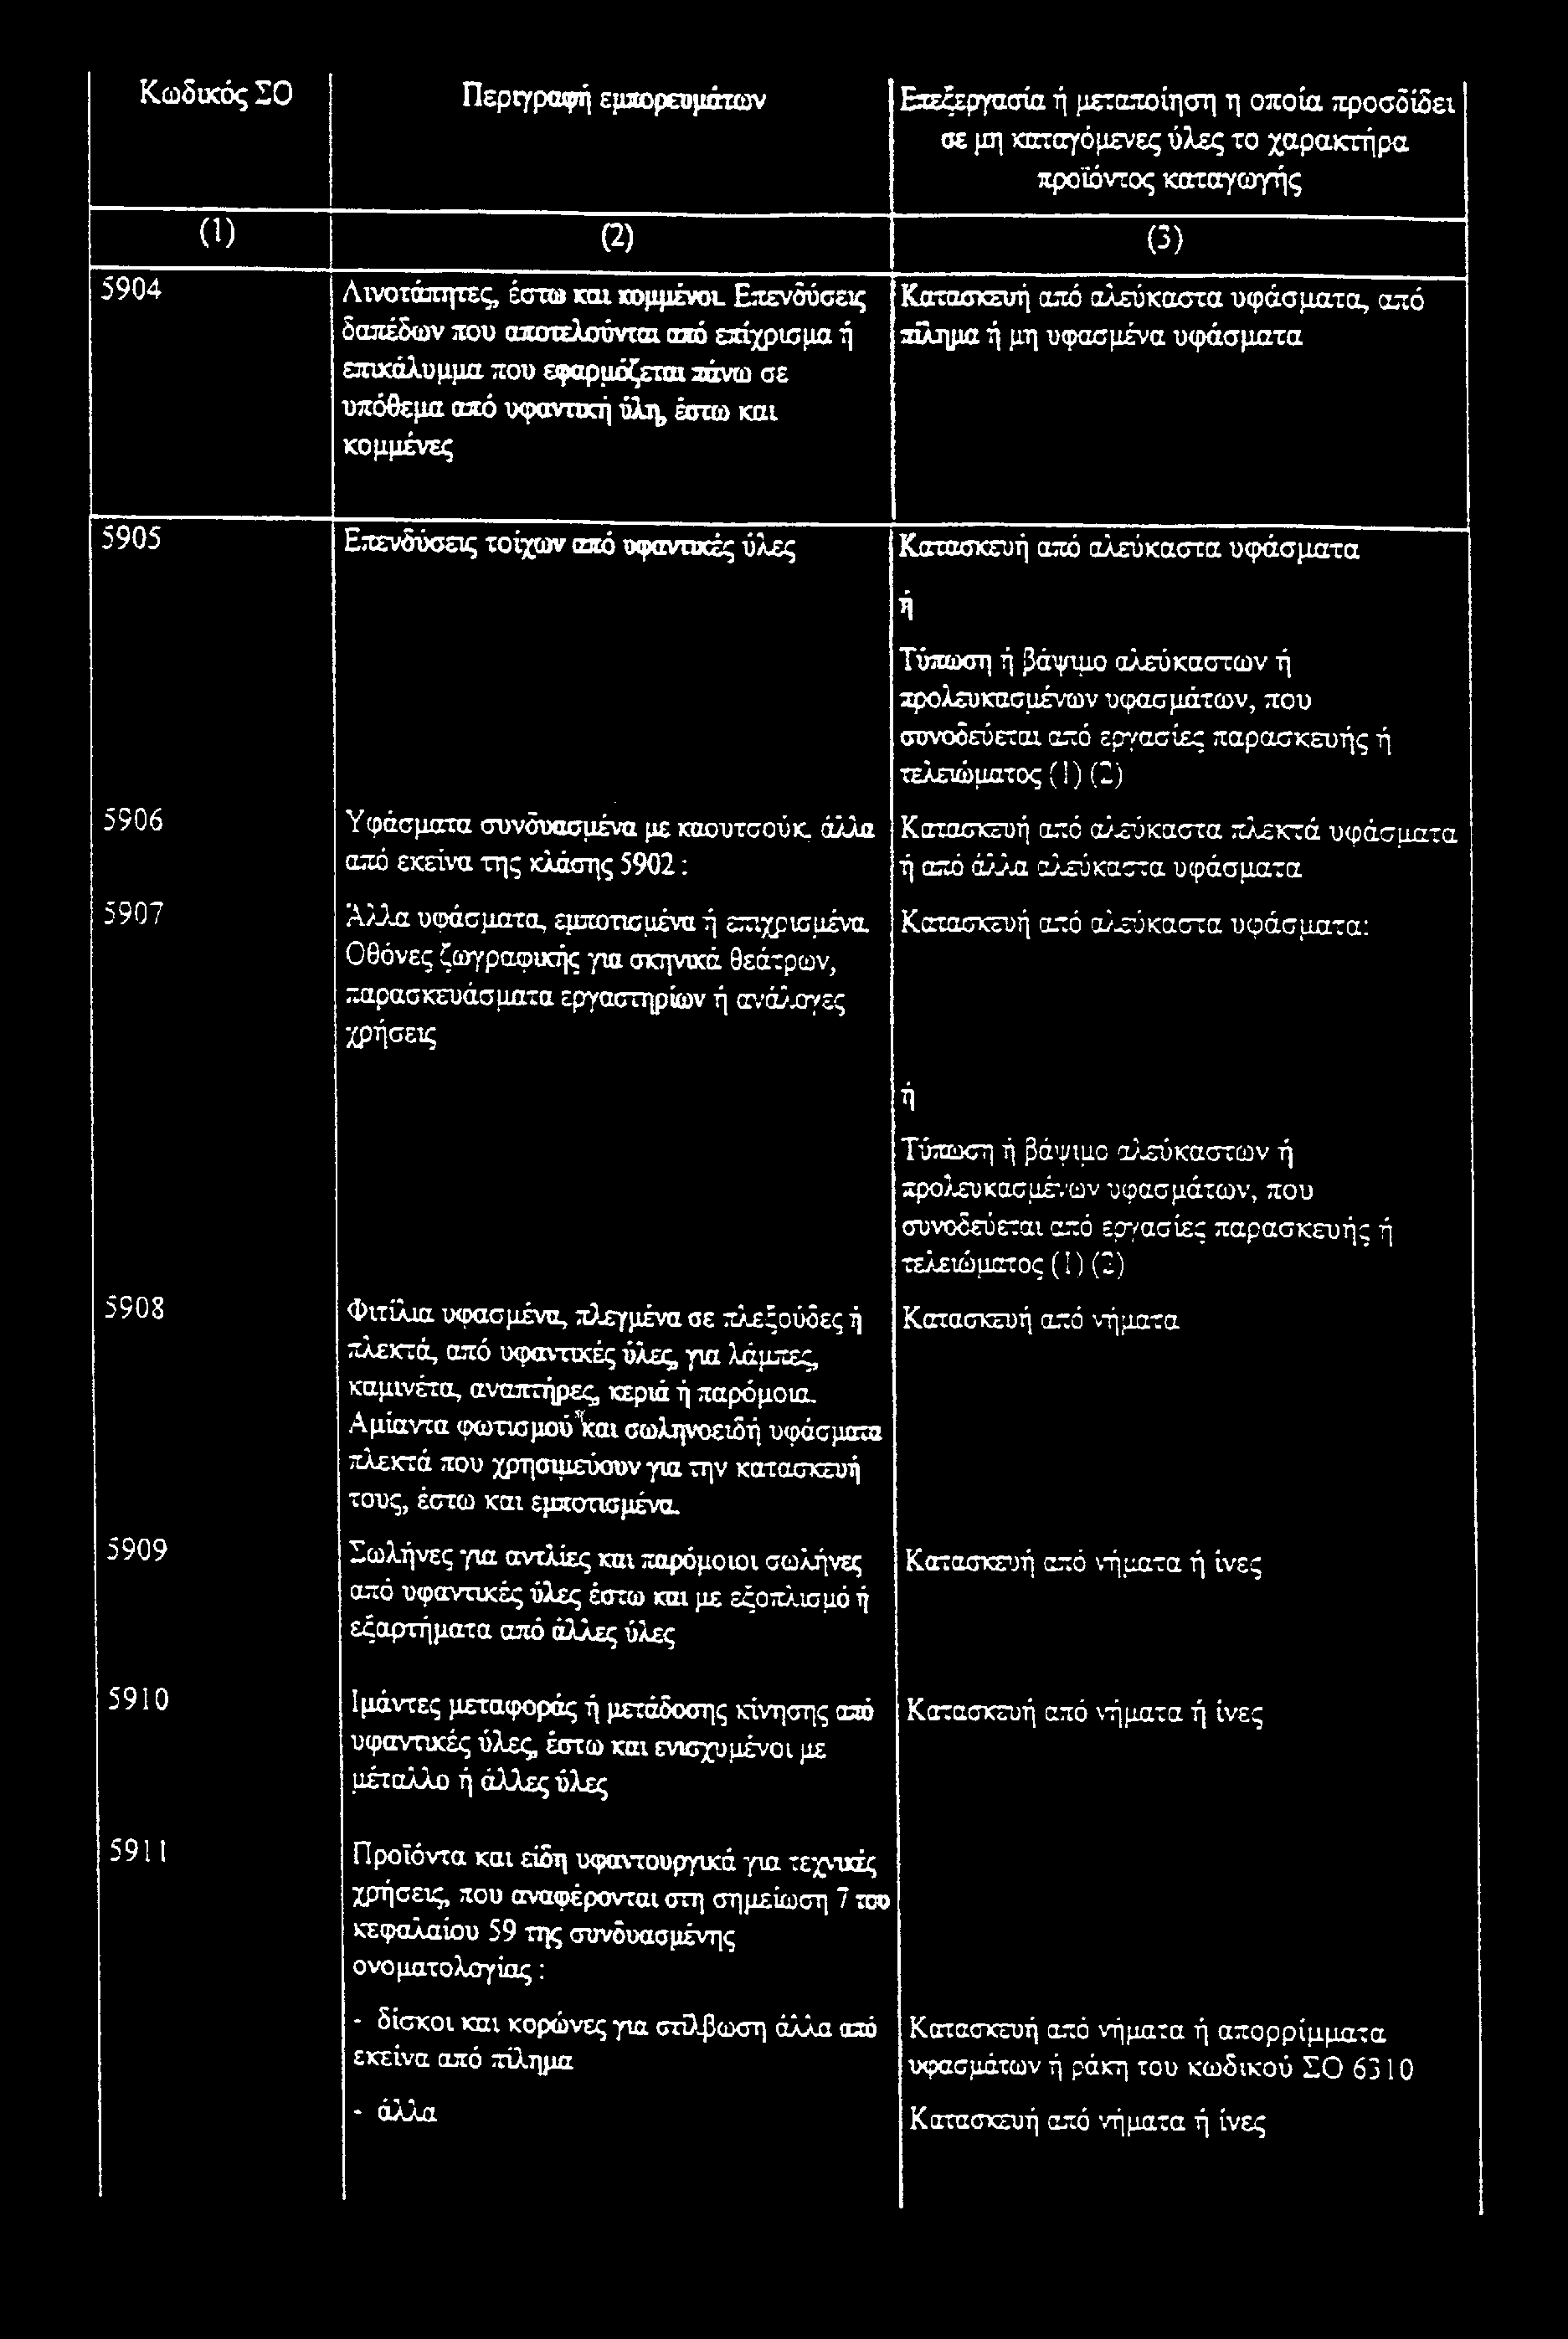 Κωδικός ΣΟ
Περιγραφή εμπορευμάτων
Επεξεργασία ή μεταποίηση η οποία προσδίδει
σε μη καταγόμενες ύλες το χαρακτήρα
προϊόντος καταγωγής
(1)
(2)
(3)
5904
Λινοτάπητες, έστω και κομμένοι. Επενδύσεις
δαπέδων που αποτελούνται από επίχρισμα ή
επικάλυμμα που εφαρμόζεται πάνω σε
υπόθεμα από υφαντική ύλη, έστω και
κομμένες
Κατασκευή από αλεύκαστα υφάσματα, από
πίλημα ή μη υφασμένα υφάσματα
5905
Επενδύσεις τοίχων από υφαντικές ύλες
Κατασκευή από αλεύκαστα υφάσματα
ή
Τύπωση ή βάψιμο αλεύκαστων ή
προλευκασμένων υφασμάτων, που
συνοδεύεται από εργασίες παρασκευής ή
τελειώματος (1) (2)
5906
Υφάσματα συνδυασμένα με καουτσούκ, άλλα
από εκείνα της κλάσης 5902 :
Κατασκευή από αλεύκαστα πλεκτά υφάσματα
ή από άλλα αλεύκαστα υφάσματα
5907
Άλλα υφάσματα, εμποτισμένα ή επιχρισμένα.
Οθόνες ζωγραφικής για σκηνικά θεάτρων,
παρασκευάσματα εργαστηρίων ή ανάλογες
χρήσεις
Κατασκευή από αλεύκαστα υφάσματα:
ή
Τύπωση ή βάψιμο αλεύκαστων ή
προλευκασμένων υφασμάτων, που
συνοδεύεται από εργασίες παρασκευής ή
τελειώματος (1) (2)
5908
Φιτίλια υφασμένα, πλεγμένα σε πλεξούδες ή
πλεκτά, από υφαντικές ύλες, για λάμπες,
καμινέτα, αναπτήρες, κεριά ή παρόμοια.
Αμίαντα φωτισμού και σωληνοειδή υφάσματα
πλεκτά που χρησιμεύουν για την κατασκευή
τους, έστω και εμποτισμένα.
Κατασκευή από νήματα
5909
Σωλήνες για αντλίες και παρόμοιοι σωλήνες
από υφαντικές ύλες έστω και με εξοπλισμό ή
εξαρτήματα από άλλες ύλες
Κατασκευή από νήματα ή ίνες
5910
Ιμάντες μεταφοράς ή μετάδοσης κίνησης από
υφαντικές ύλες, έστω και ενισχυμένοι με
μέταλλο ή άλλες ύλες
Κατασκευή από νήματα ή ίνες
5911
Προϊόντα και είδη υφαντουργικά για τεχνικές
χρήσεις, που αναφέρονται στη σημείωση 7 του
κεφαλαίου 59 της συνδυασμένης
ονοματολογίας :
- δίσκοι και κορώνες για στίλβωση άλλα από
εκείνα από πίλημα
Κατασκευή από νήματα ή απορρίμματα
υφασμάτων ή ράκη του κωδικού ΣΟ 6310
- άλλα
Κατασκευή από νήματα ή ίνες